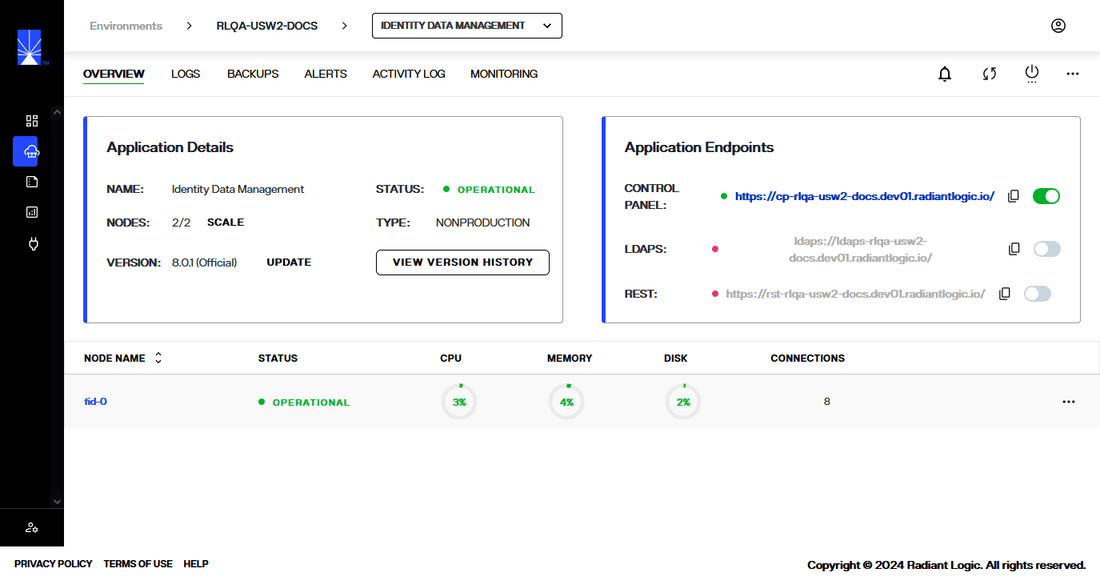 Environments > RLQA-USW2-DOCS > IDENTITY DATA MANAGEMENT
TM
OVERVIEW LOGS BACKUPS ALERTS ACTIVITY LOG MONITORING
Application Details
NAME: Identity Data Management STATUS: OPERATIONAL
NODES: 2/2 SCALE TYPE: NONPRODUCTION
VERSION: 8.0.1 (Official) UPDATE VIEW VERSION HISTORY
Application Endpoints
CONTROL
PANEL: https://cp-rlqa-usw2-docs.dev01.radiantlogic.io/
LDAPS: ldaps://ldaps-rlqa-usw2-
docs.dev01.radiantlogic.io/
REST: https://rst-rlqa-usw2-docs.dev01.radiantlogic.io/
NODE NAME STATUS CPU MEMORY DISK CONNECTIONS
fid-0 OPERATIONAL 3% 4% 2% 8
PRIVACY POLICY TERMS OF USE HELP Copyright © 2024 Radiant Logic. All rights reserved.